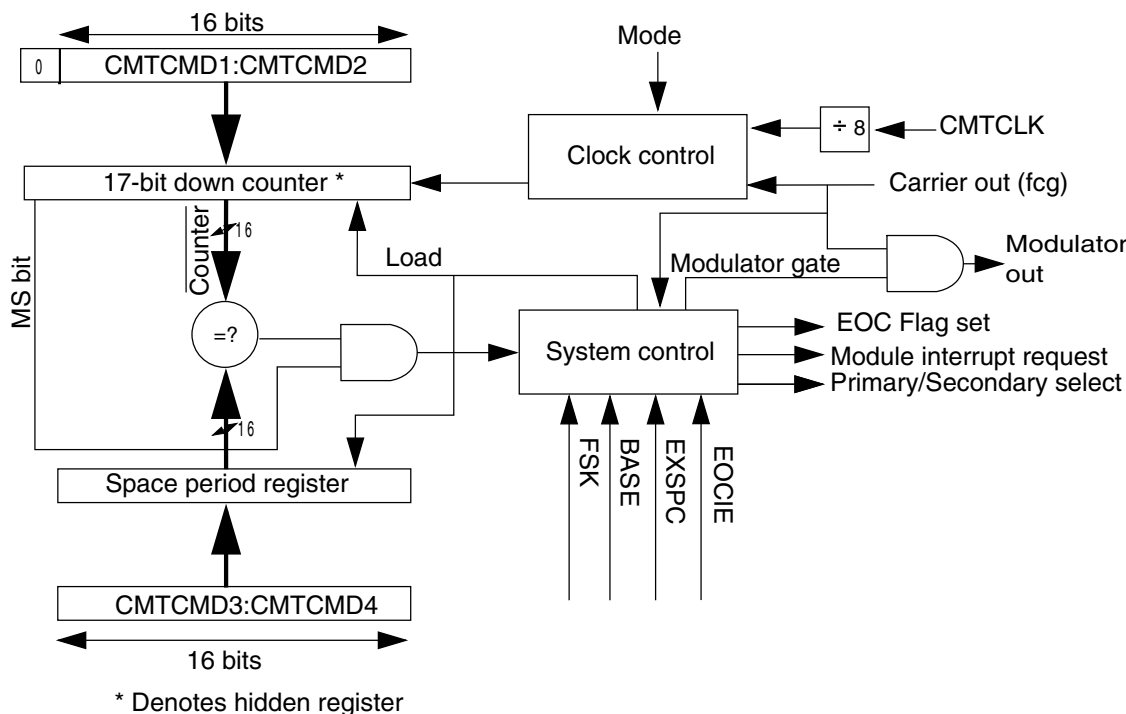 16 bits
Mode
0 CMTCMD1:CMTCMD2
÷ 8
CMTCLK
Clock control
17-bit down counter *
Carrier out (fcg)
16
Counter
MS bit
Load
Modulator gate
Modulator
out
=?
System control
EOC Flag set
Module interrupt request
Primary/Secondary select
16
FSK
BASE
EXSPC
EOCIE
Space period register
CMTCMD3:CMTCMD4
16 bits
* Denotes hidden register